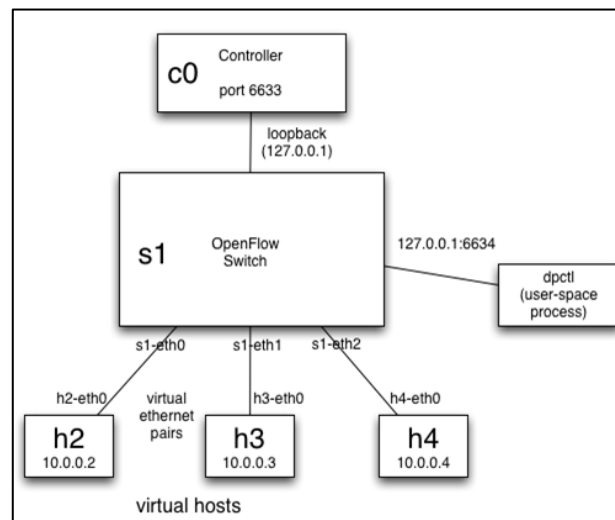 c0
Controller
port 6633
loopback
(127.0.0.1)
s1
OpenFlow
Switch
127.0.0.1:6634
dpctl
(user-space
process)
s1-eth0
s1-eth1
s1-eth2
h2-eth0
virtual
ethernet
pairs
h3-eth0
h4-eth0
h2
10.0.0.2
h3
10.0.0.3
h4
10.0.0.4
virtual hosts